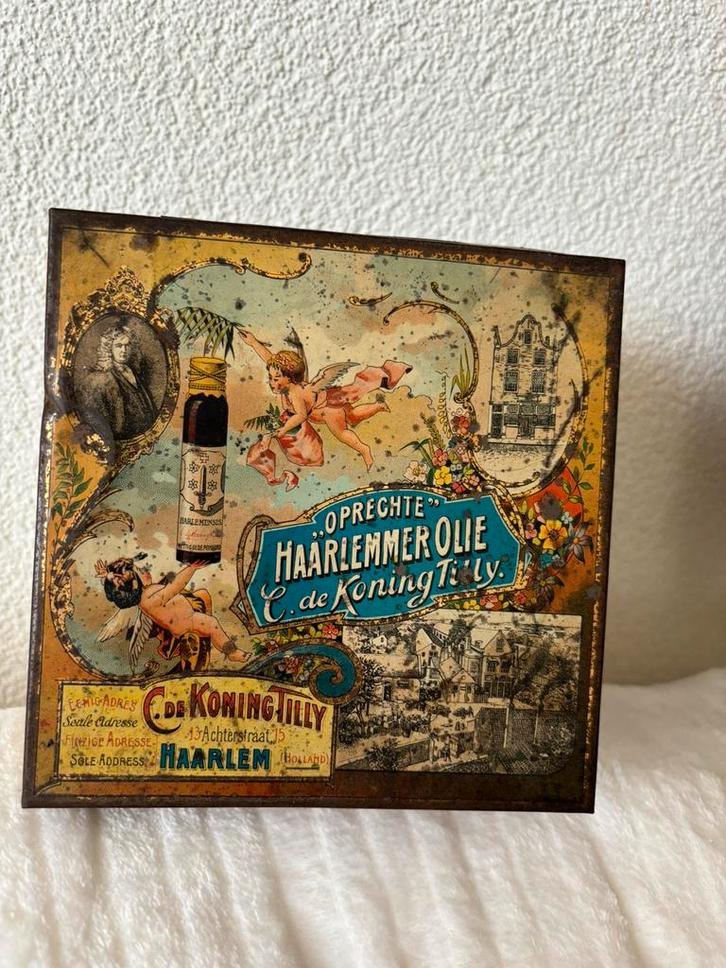 „OPRECHTE”
HAARLEMMER OLIE
C. de Koning Tilly.
HARLEMENSIS
EENIG ADRES
Seule Adresse
EINZIGE ADRESSE
SOLE ADDRESS
C. DE KONING TILLY
13 Achterstraat 15
HAARLEM (HOLLAND)